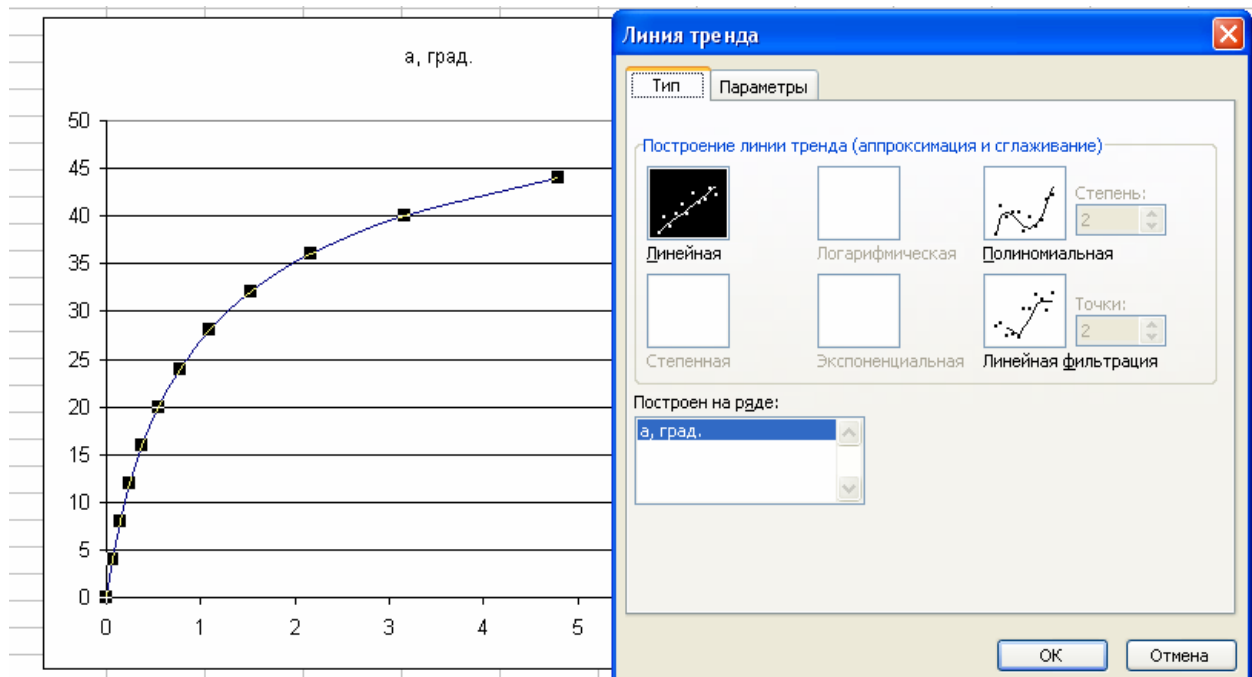 а, град.
50
45
40
35
30
25
20
15
10
5
0
0 1 2 3 4 5
Линия тренда
Тип Параметры
Построение линии тренда (аппроксимация и сглаживание)
Линейная Логарифмическая Полиномиальная
Степень:
2
Степенная Экспоненциальная Линейная фильтрация
Точки:
2
Построен на ряде:
а, град.
ОК Отмена